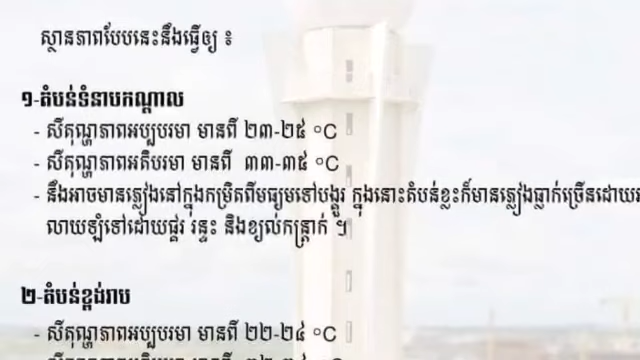 ស្ថានភាពបែបនេះនឹងធ្វើឲ្យ ៖
១-តំបន់ទំនាបកណ្តាល
- សីតុណ្ហភាពអប្បបរមា មានពី ២៣-២៥ °C
- សីតុណ្ហភាពអតិបរមា មានពី ៣៣-៣៥ °C
- នឹងអាចមានភ្លៀងនៅក្នុងកម្រិតពីមធ្យមទៅបង្គួរ ក្នុងនោះតំបន់ខ្លះក៏មានភ្លៀងធ្លាក់ច្រើនដោយ
លាយឡំទៅដោយផ្គរ រន្ទះ និងខ្យល់កន្ត្រាក់ ។
២-តំបន់ខ្ពង់រាប
- សីតុណ្ហភាពអប្បបរមា មានពី ២២-២៤ °C